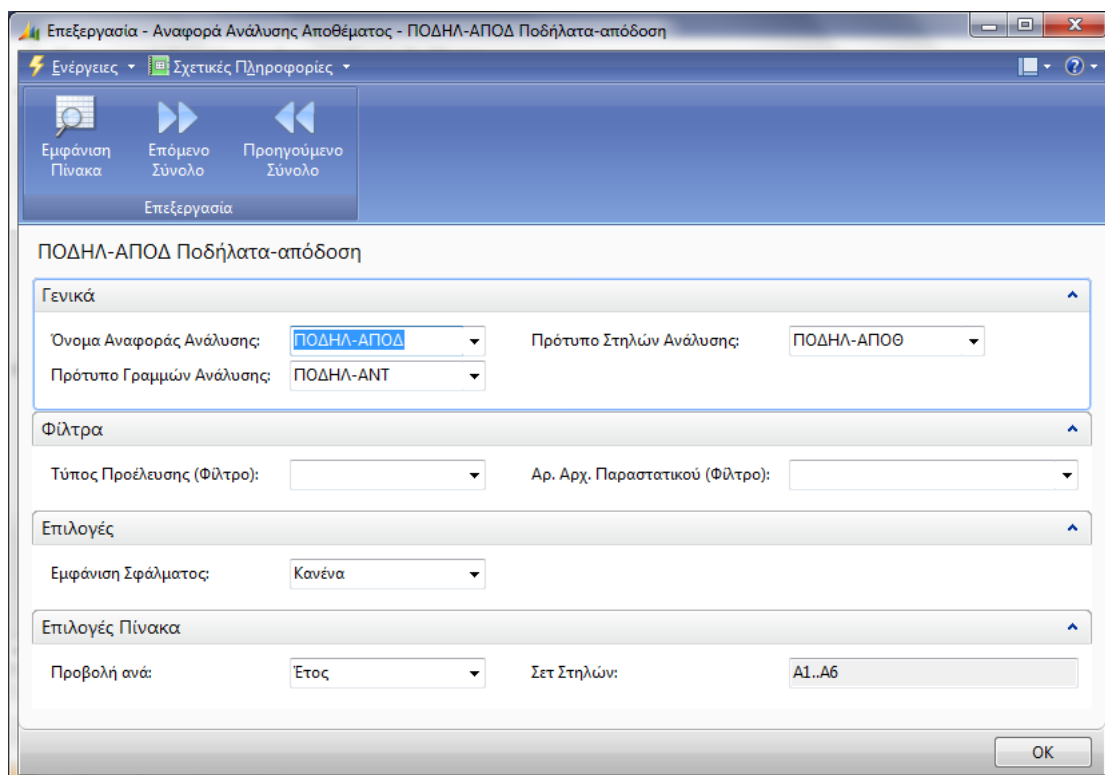 Επεξεργασία - Αναφορά Ανάλυσης Αποθέματος - ΠΟΔΗΛ-ΑΠΟΔ Ποδήλατα-απόδοση
Ενέργειες Σχετικές Πληροφορίες
Εμφάνιση Επόμενο Προηγούμενο
Πίνακα Σύνολο Σύνολο
Επεξεργασία
ΠΟΔΗΛ-ΑΠΟΔ Ποδήλατα-απόδοση
Γενικά
Όνομα Αναφοράς Ανάλυσης: ΠΟΔΗΛ-ΑΠΟΔ Πρότυπο Στηλών Ανάλυσης: ΠΟΔΗΛ-ΑΠΟΘ
Πρότυπο Γραμμών Ανάλυσης: ΠΟΔΗΛ-ΑΝΤ
Φίλτρα
Τύπος Προέλευσης (Φίλτρο): Αρ. Αρχ. Παραστατικού (Φίλτρο):
Επιλογές
Εμφάνιση Σφάλματος: Κανένα
Επιλογές Πίνακα
Προβολή ανά: Έτος Σετ Στηλών: A1..A6
OK